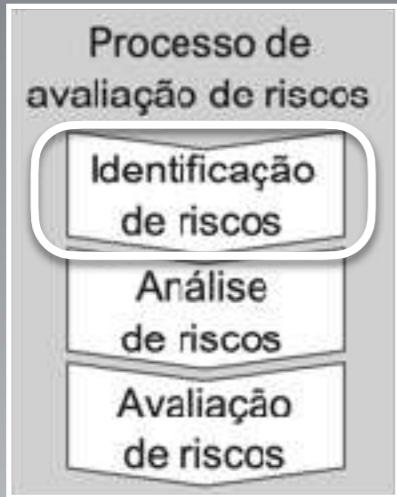 Processo de
avaliação de riscos
Identificação
de riscos
Análise
de riscos
Avaliação
de riscos